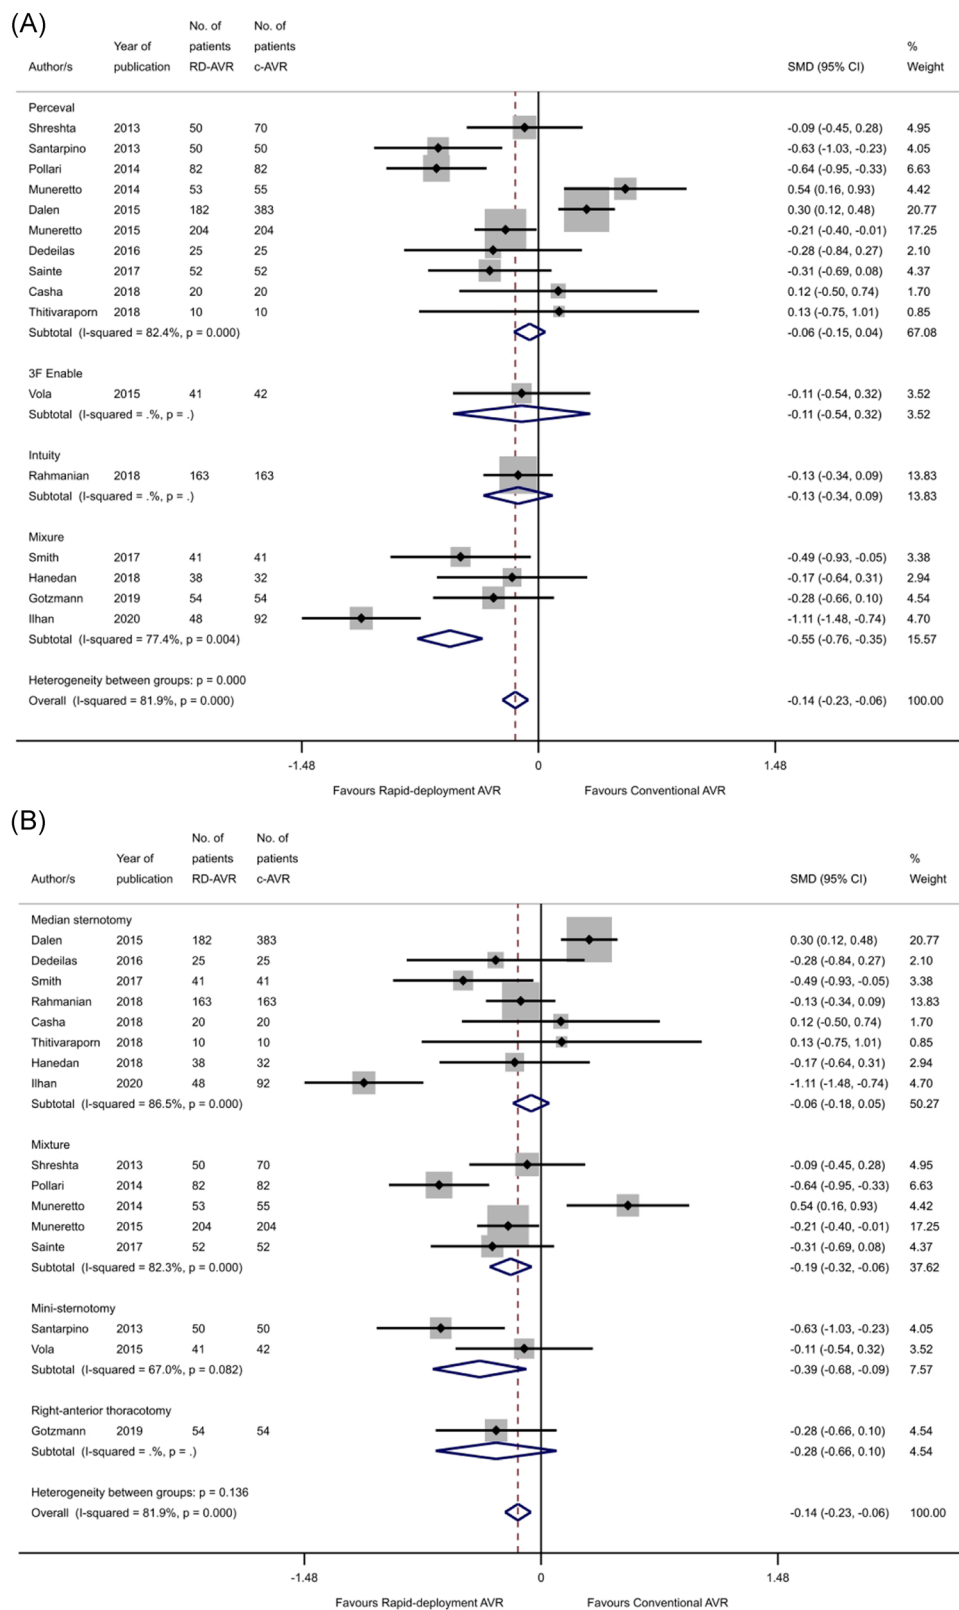 (A)
No. of No. of
Year of patients patients %
Author/s publication RD-AVR c-AVR SMD (95% CI) Weight
Perceval
Shreshta 2013 50 70 -0.09 (-0.45, 0.28) 4.95
Santarpino 2013 50 50 -0.63 (-1.03, -0.23) 4.05
Pollari 2014 82 82 -0.64 (-0.95, -0.33) 6.63
Muneretto 2014 53 55 0.54 (0.16, 0.93) 4.42
Dalen 2015 182 383 0.30 (0.12, 0.48) 20.77
Muneretto 2015 204 204 -0.21 (-0.40, -0.01) 17.25
Dedeilas 2016 25 25 -0.28 (-0.84, 0.27) 2.10
Sainte 2017 52 52 -0.31 (-0.69, 0.08) 4.37
Casha 2018 20 20 0.12 (-0.50, 0.74) 1.70
Thitivaraporn 2018 10 10 0.13 (-0.75, 1.01) 0.85
Subtotal (I-squared = 82.4%, p = 0.000) -0.06 (-0.15, 0.04) 67.08
3F Enable
Vola 2015 41 42 -0.11 (-0.54, 0.32) 3.52
Subtotal (I-squared = .%, p = .) -0.11 (-0.54, 0.32) 3.52
Intuity
Rahmanian 2018 163 163 -0.13 (-0.34, 0.09) 13.83
Subtotal (I-squared = .%, p = .) -0.13 (-0.34, 0.09) 13.83
Mixure
Smith 2017 41 41 -0.49 (-0.93, -0.05) 3.38
Hanedan 2018 38 32 -0.17 (-0.64, 0.31) 2.94
Gotzmann 2019 54 54 -0.28 (-0.66, 0.10) 4.54
Ilhan 2020 48 92 -1.11 (-1.48, -0.74) 4.70
Subtotal (I-squared = 77.4%, p = 0.004) -0.55 (-0.76, -0.35) 15.57
Heterogeneity between groups: p = 0.000
Overall (I-squared = 81.9%, p = 0.000) -0.14 (-0.23, -0.06) 100.00
-1.48 0 1.48
Favours Rapid-deployment AVR Favours Conventional AVR
(B)
No. of No. of
Year of patients patients %
Author/s publication RD-AVR c-AVR SMD (95% CI) Weight
Median sternotomy
Dalen 2015 182 383 0.30 (0.12, 0.48) 20.77
Dedeilas 2016 25 25 -0.28 (-0.84, 0.27) 2.10
Smith 2017 41 41 -0.49 (-0.93, -0.05) 3.38
Rahmanian 2018 163 163 -0.13 (-0.34, 0.09) 13.83
Casha 2018 20 20 0.12 (-0.50, 0.74) 1.70
Thitivaraporn 2018 10 10 0.13 (-0.75, 1.01) 0.85
Hanedan 2018 38 32 -0.17 (-0.64, 0.31) 2.94
Ilhan 2020 48 92 -1.11 (-1.48, -0.74) 4.70
Subtotal (I-squared = 86.5%, p = 0.000) -0.06 (-0.18, 0.05) 50.27
Mixture
Shreshta 2013 50 70 -0.09 (-0.45, 0.28) 4.95
Pollari 2014 82 82 -0.64 (-0.95, -0.33) 6.63
Muneretto 2014 53 55 0.54 (0.16, 0.93) 4.42
Muneretto 2015 204 204 -0.21 (-0.40, -0.01) 17.25
Sainte 2017 52 52 -0.31 (-0.69, 0.08) 4.37
Subtotal (I-squared = 82.3%, p = 0.000) -0.19 (-0.32, -0.06) 37.62
Mini-sternotomy
Santarpino 2013 50 50 -0.63 (-1.03, -0.23) 4.05
Vola 2015 41 42 -0.11 (-0.54, 0.32) 3.52
Subtotal (I-squared = 67.0%, p = 0.082) -0.39 (-0.68, -0.09) 7.57
Right-anterior thoracotomy
Gotzmann 2019 54 54 -0.28 (-0.66, 0.10) 4.54
Subtotal (I-squared = .%, p = .) -0.28 (-0.66, 0.10) 4.54
Heterogeneity between groups: p = 0.136
Overall (I-squared = 81.9%, p = 0.000) -0.14 (-0.23, -0.06) 100.00
-1.48 0 1.48
Favours Rapid-deployment AVR Favours Conventional AVR